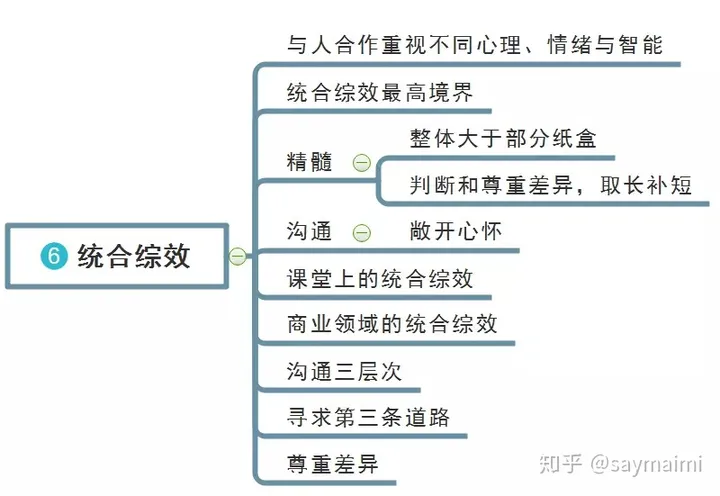 与人合作重视不同心理、情绪与智能
统合综效最高境界
精髓
整体大于部分纸盒
判断和尊重差异，取长补短
6 统合综效
沟通
敞开心怀
课堂上的统合综效
商业领域的统合综效
沟通三层次
寻求第三条道路
尊重差异
知乎 @saymaimi